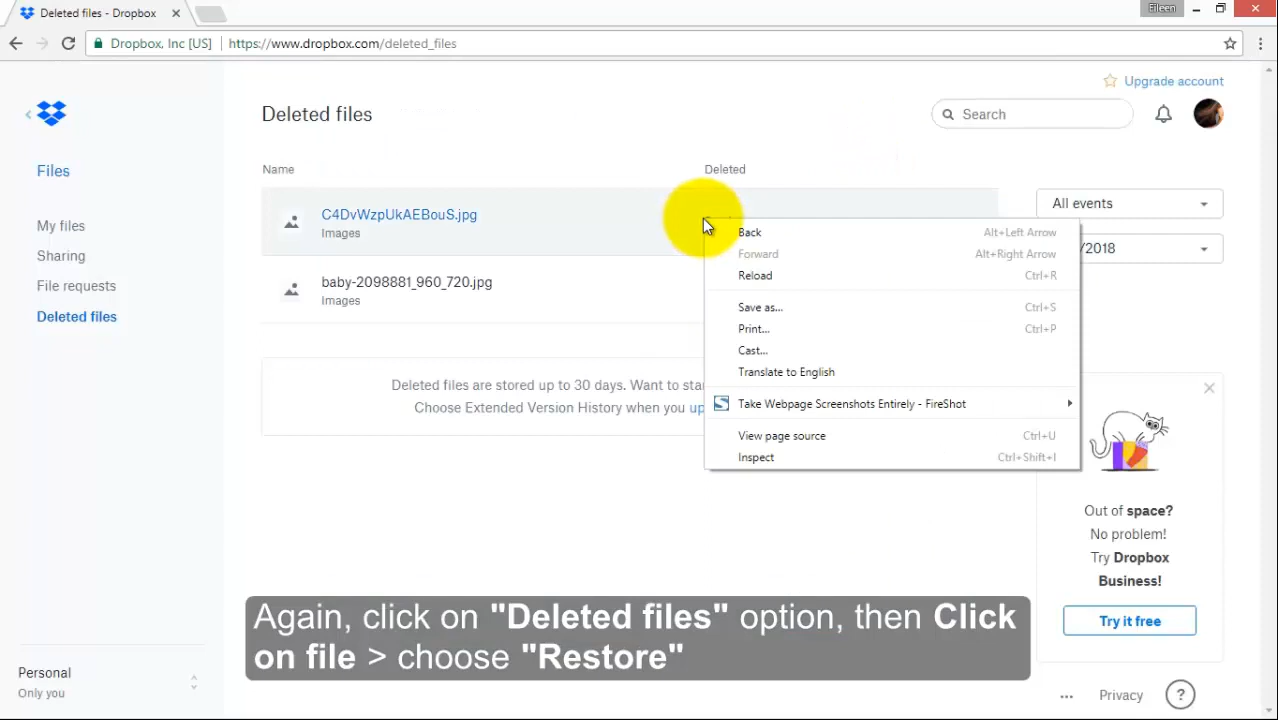 Deleted files - Dropbox
Eileen
Dropbox, Inc [US]
https://www.dropbox.com/deleted_files
Upgrade account
Deleted files
Search
Files
My files
Sharing
File requests
Deleted files
Name
Deleted
C4DvWzpUkAEBouS.jpg
Images
baby-2098881_960_720.jpg
Images
All events
/2018
Deleted files are stored up to 30 days. Want to
Choose Extended Version History when you
Back Alt+Left Arrow
Forward Alt+Right Arrow
Reload Ctrl+R
Save as... Ctrl+S
Print... Ctrl+P
Cast...
Translate to English
Take Webpage Screenshots Entirely - FireShot
View page source Ctrl+U
Inspect Ctrl+Shift+I
Out of space?
No problem!
Try Dropbox
Business!
Try it free
Again, click on "Deleted files" option, then Click
on file > choose "Restore"
Personal
Only you
Privacy
?